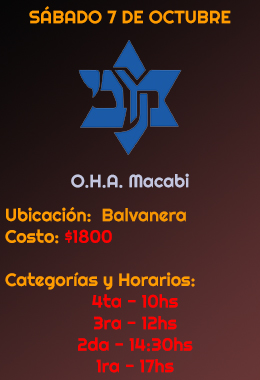 SÁBADO 7 DE OCTUBRE
O.H.A. Macabi
Ubicación: Balvanera
Costo: $1800
Categorías y Horarios:
4ta - 10hs
3ra - 12hs
2da - 14:30hs
1ra - 17hs